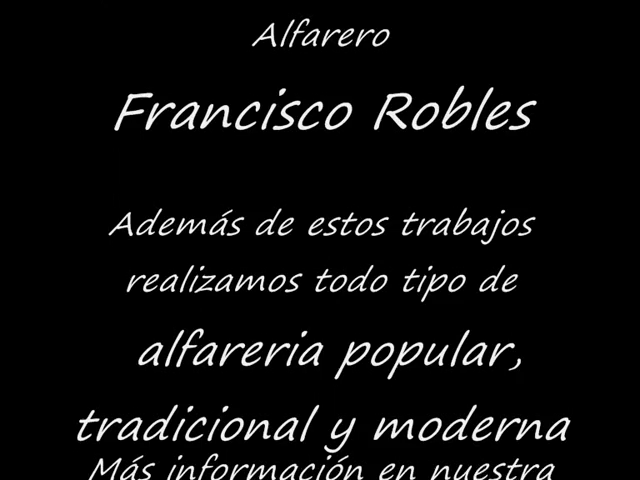 Alfarero
Francisco Robles
Además de estos trabajos
realizamos todo tipo de
alfareria popular,
tradicional y moderna
Más información en nuestra